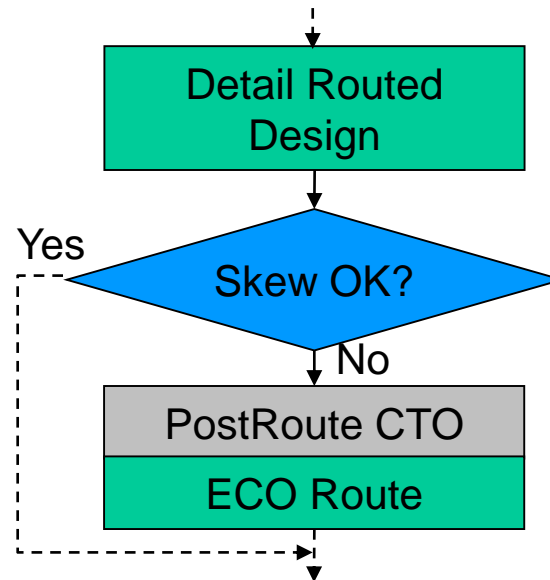 Detail Routed
Design
Yes
Skew OK?
No
PostRoute CTO
ECO Route